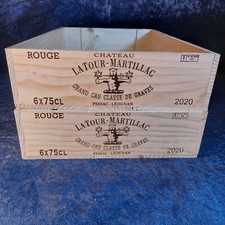 CHATEAU
ROUGE
LATOUR-MARTILLAC
GRAND CRU CLASSÉ DE GRAVES
6x75CL
PESSAC-LÉOGNAN
2020
CHATEAU
ROUGE
LATOUR-MARTILLAC
GRAND CRU CLASSÉ DE GRAVES
6x75CL
PESSAC-LÉOGNAN
2020